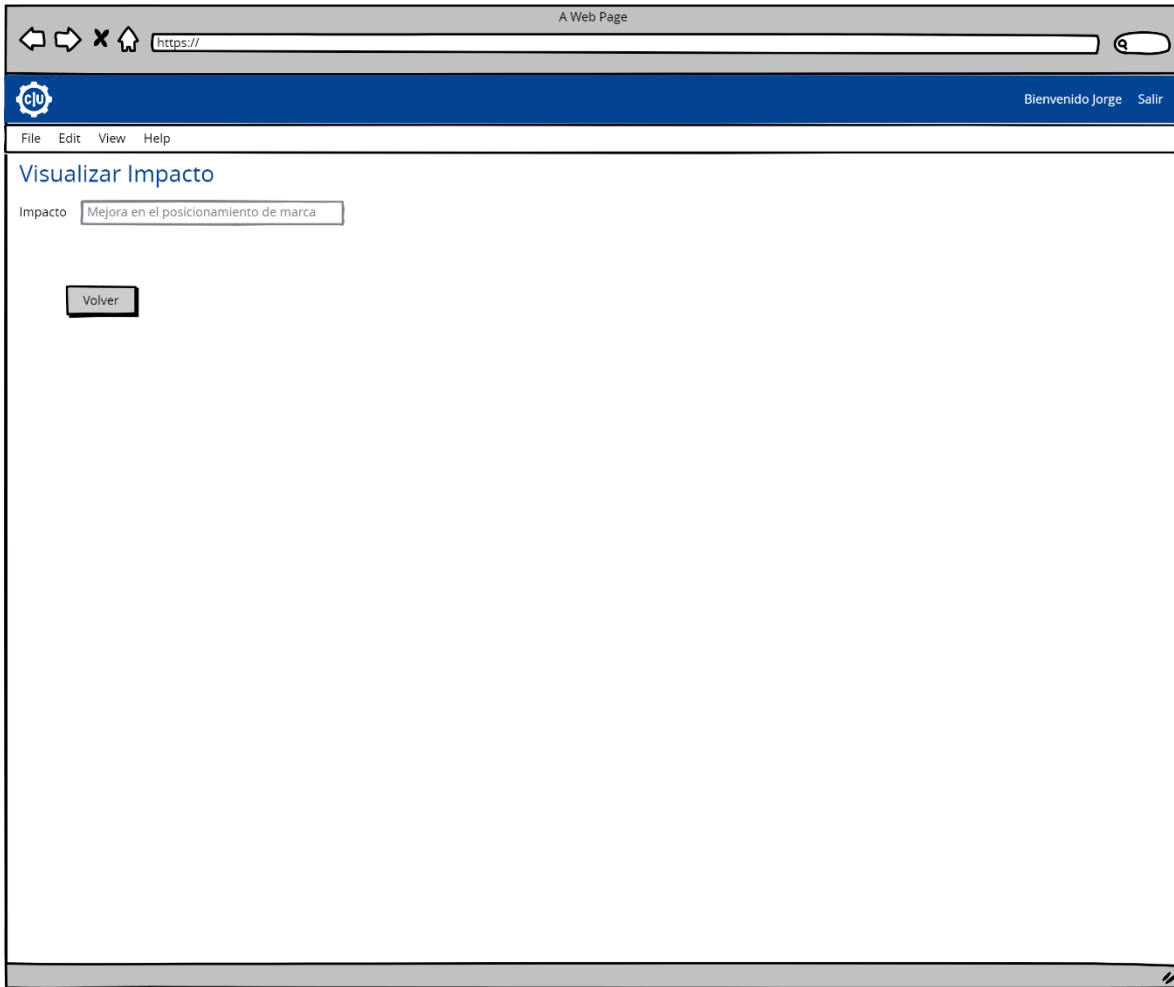 A Web Page
https://
c|u
Bienvenido Jorge Salir
File Edit View Help
Visualizar Impacto
Impacto Mejora en el posicionamiento de marca
Volver